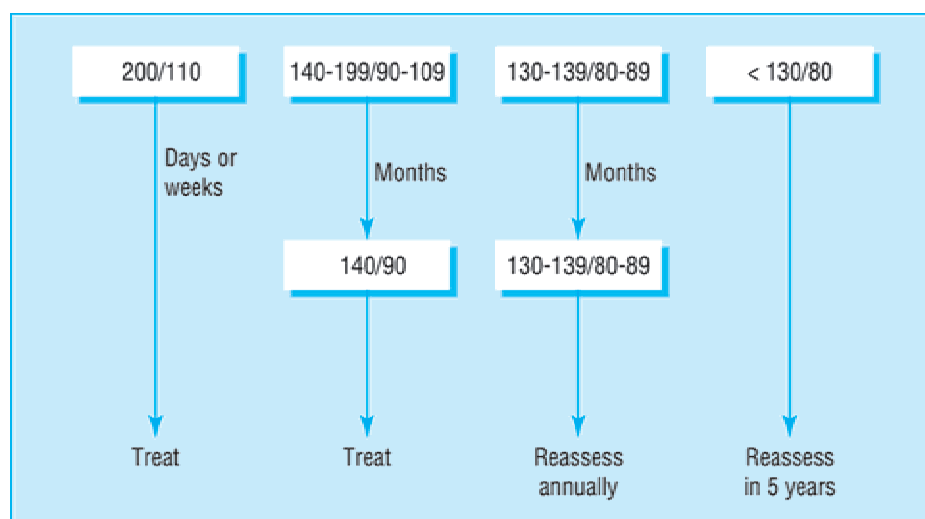 200/110
140-199/90-109
130-139/80-89
< 130/80
Days or
weeks
Months
Months
140/90
130-139/80-89
Treat
Treat
Reassess
annually
Reassess
in 5 years